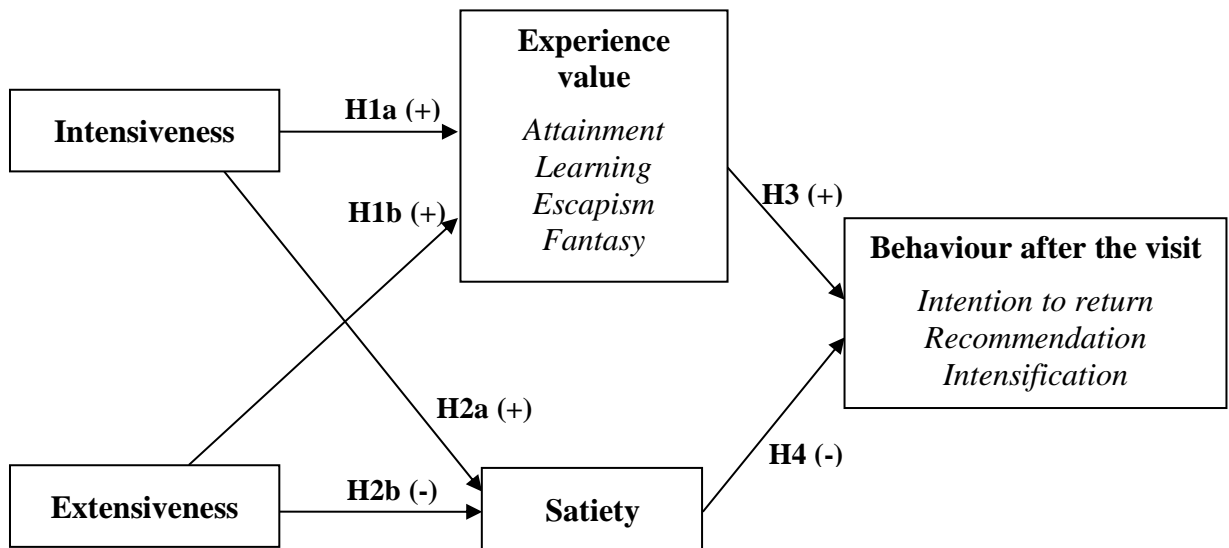 Experience
value
Attainment
Learning
Escapism
Fantasy
Intensiveness
H1a (+)
H1b (+)
H3 (+)
Behaviour after the visit
Intention to return
Recommendation
Intensification
H2a (+)
H4 (-)
Extensiveness
H2b (-)
Satiety